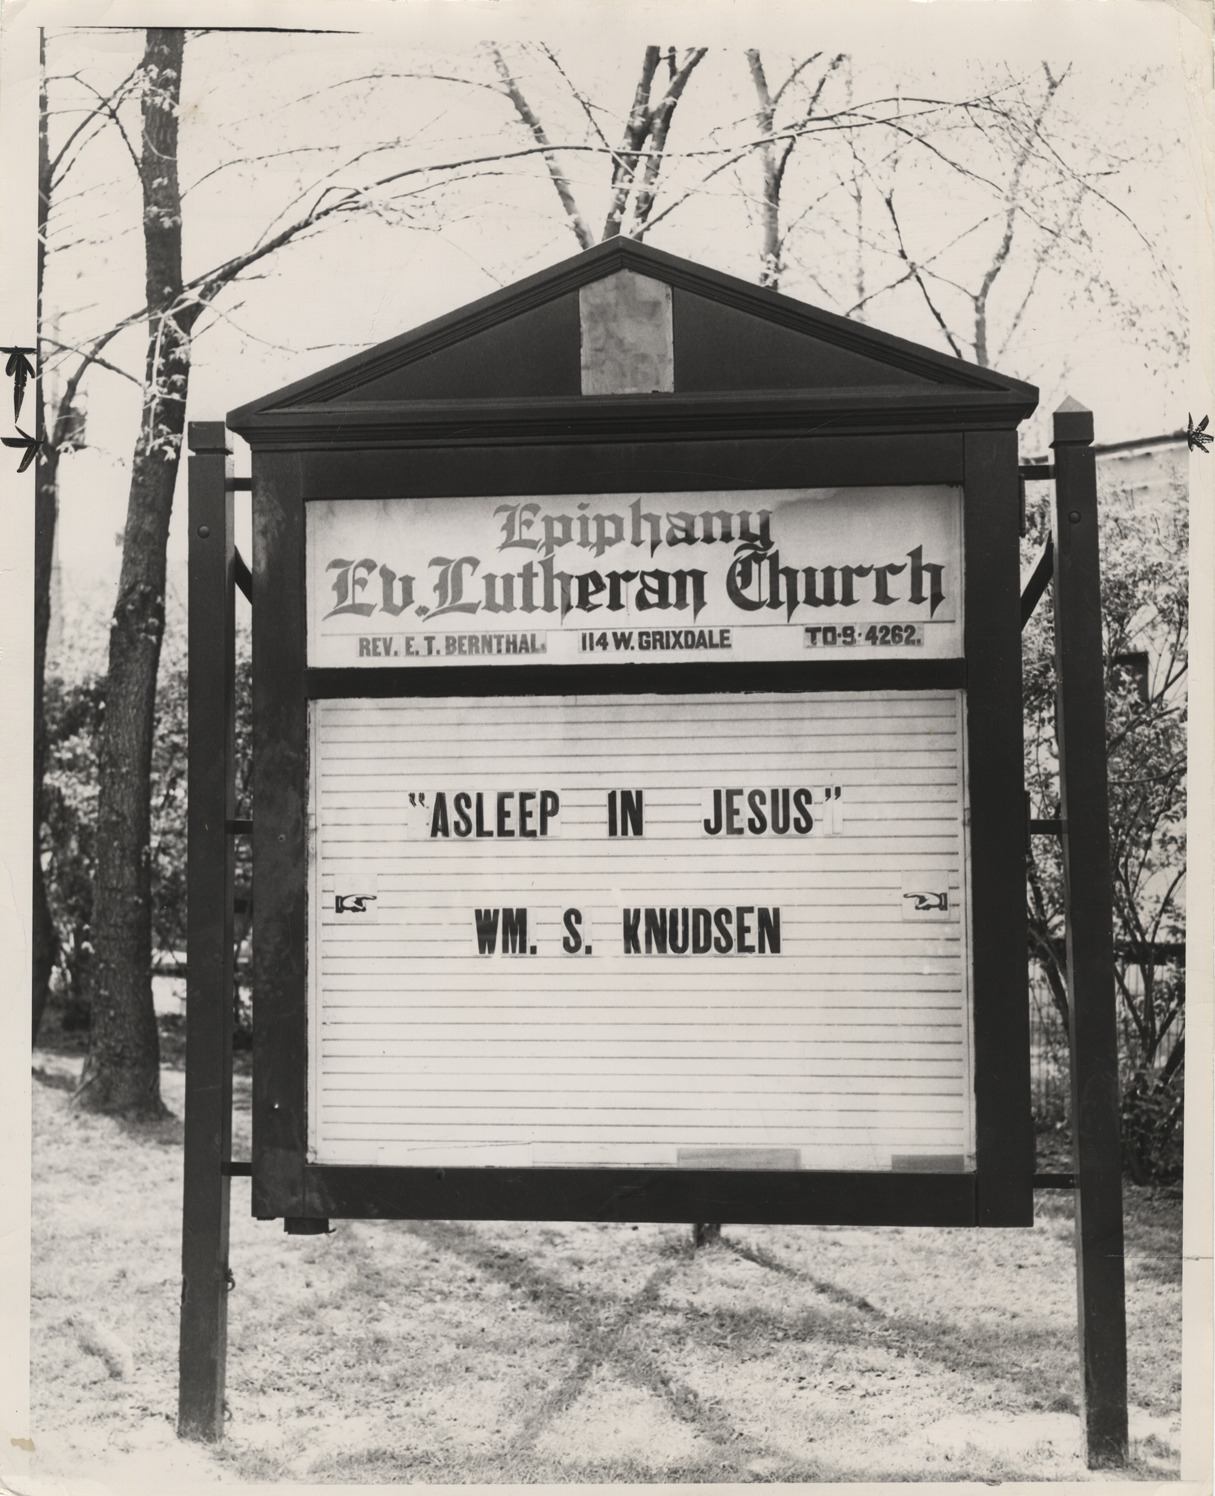 Epiphany
Ev. Lutheran Church
REV. E. T. BERNTHAL. 114 W. GRIXDALE TO-9-4262.
"ASLEEP IN JESUS"
WM. S. KNUDSEN